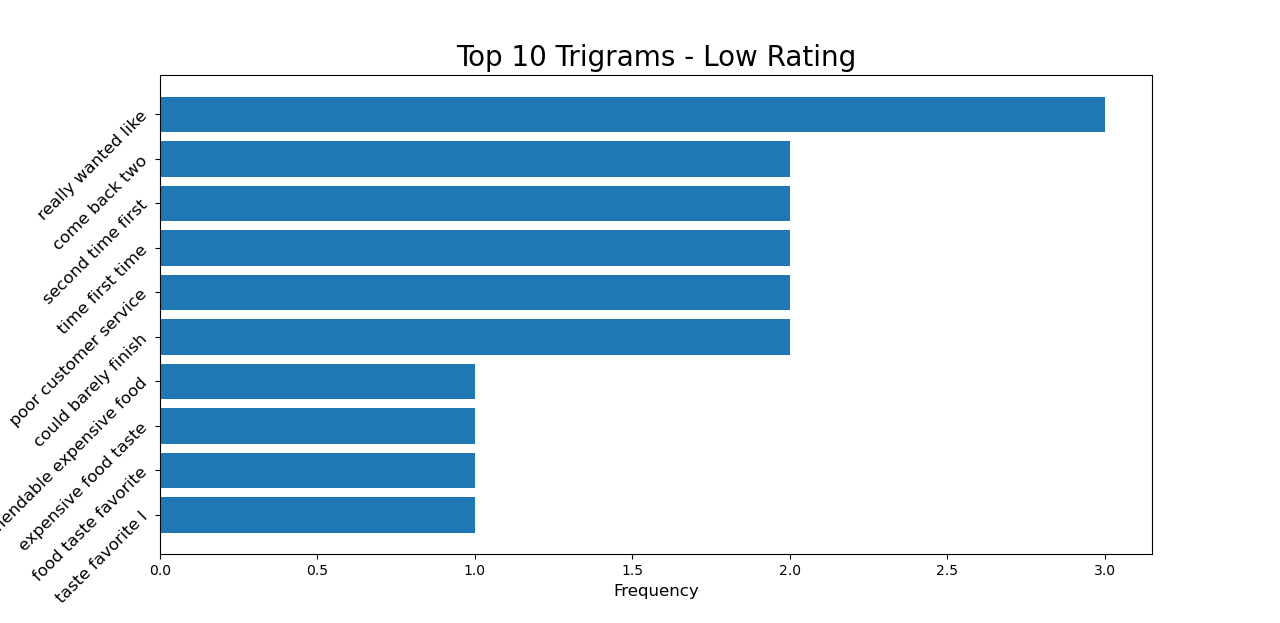 Top 10 Trigrams - Low Rating
really wanted like
come back two
second time first
time first time
poor customer service
could barely finish
expensive food
expensive food taste
food taste favorite
taste favorite I
0.0 0.5 1.0 1.5 2.0 2.5 3.0
Frequency